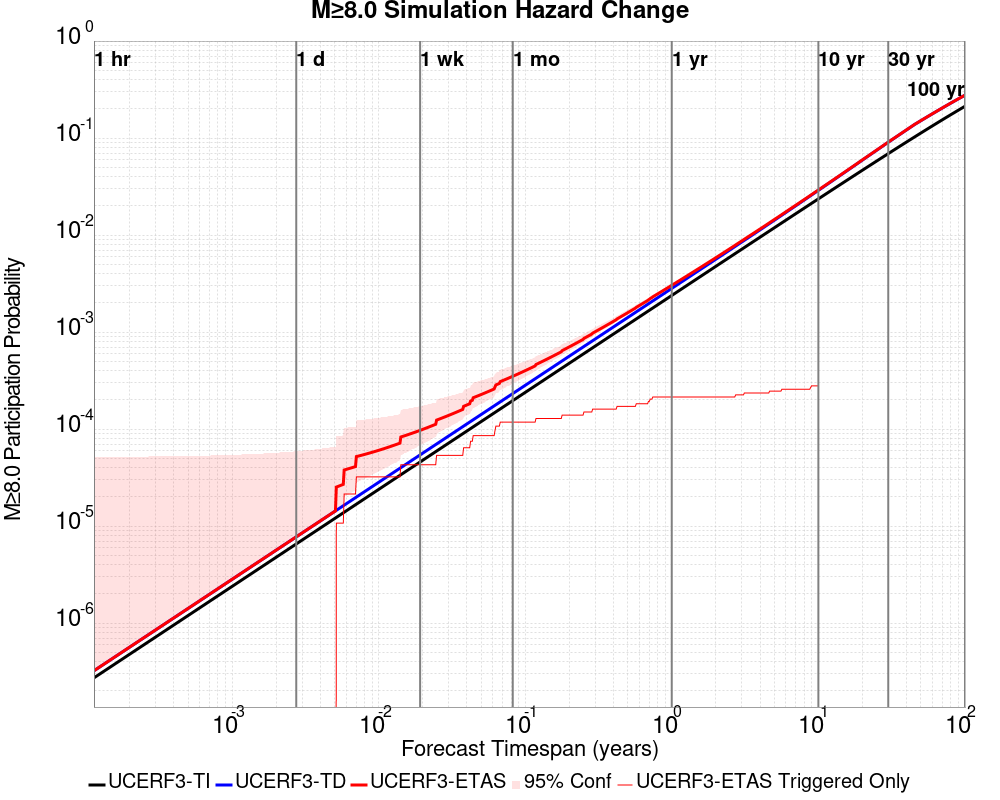 M≥8.0 Simulation Hazard Change
10^0
1 hr 1 d 1 wk 1 mo 1 yr 10 yr 30 yr
100 yr
10^-1
10^-2
10^-3
10^-4
10^-5
10^-6
M≥8.0 Participation Probability
10^-3 10^-2 10^-1 10^0 10^1 10^2
Forecast Timespan (years)
UCERF3-TI UCERF3-TD UCERF3-ETAS 95% Conf UCERF3-ETAS Triggered Only